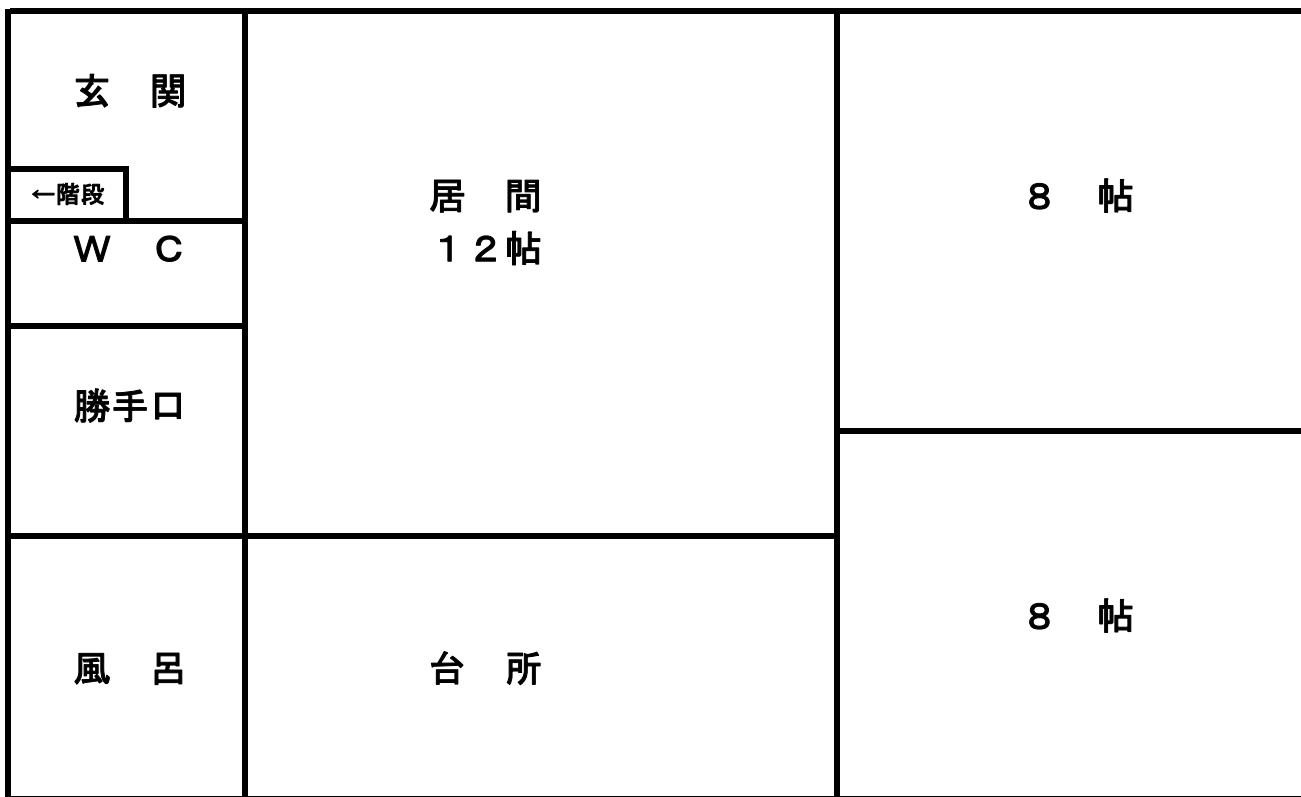 玄　関
←階段
Ｗ　Ｃ
勝手口
風　呂
居　間
１２帖
台　所
８　帖
８　帖